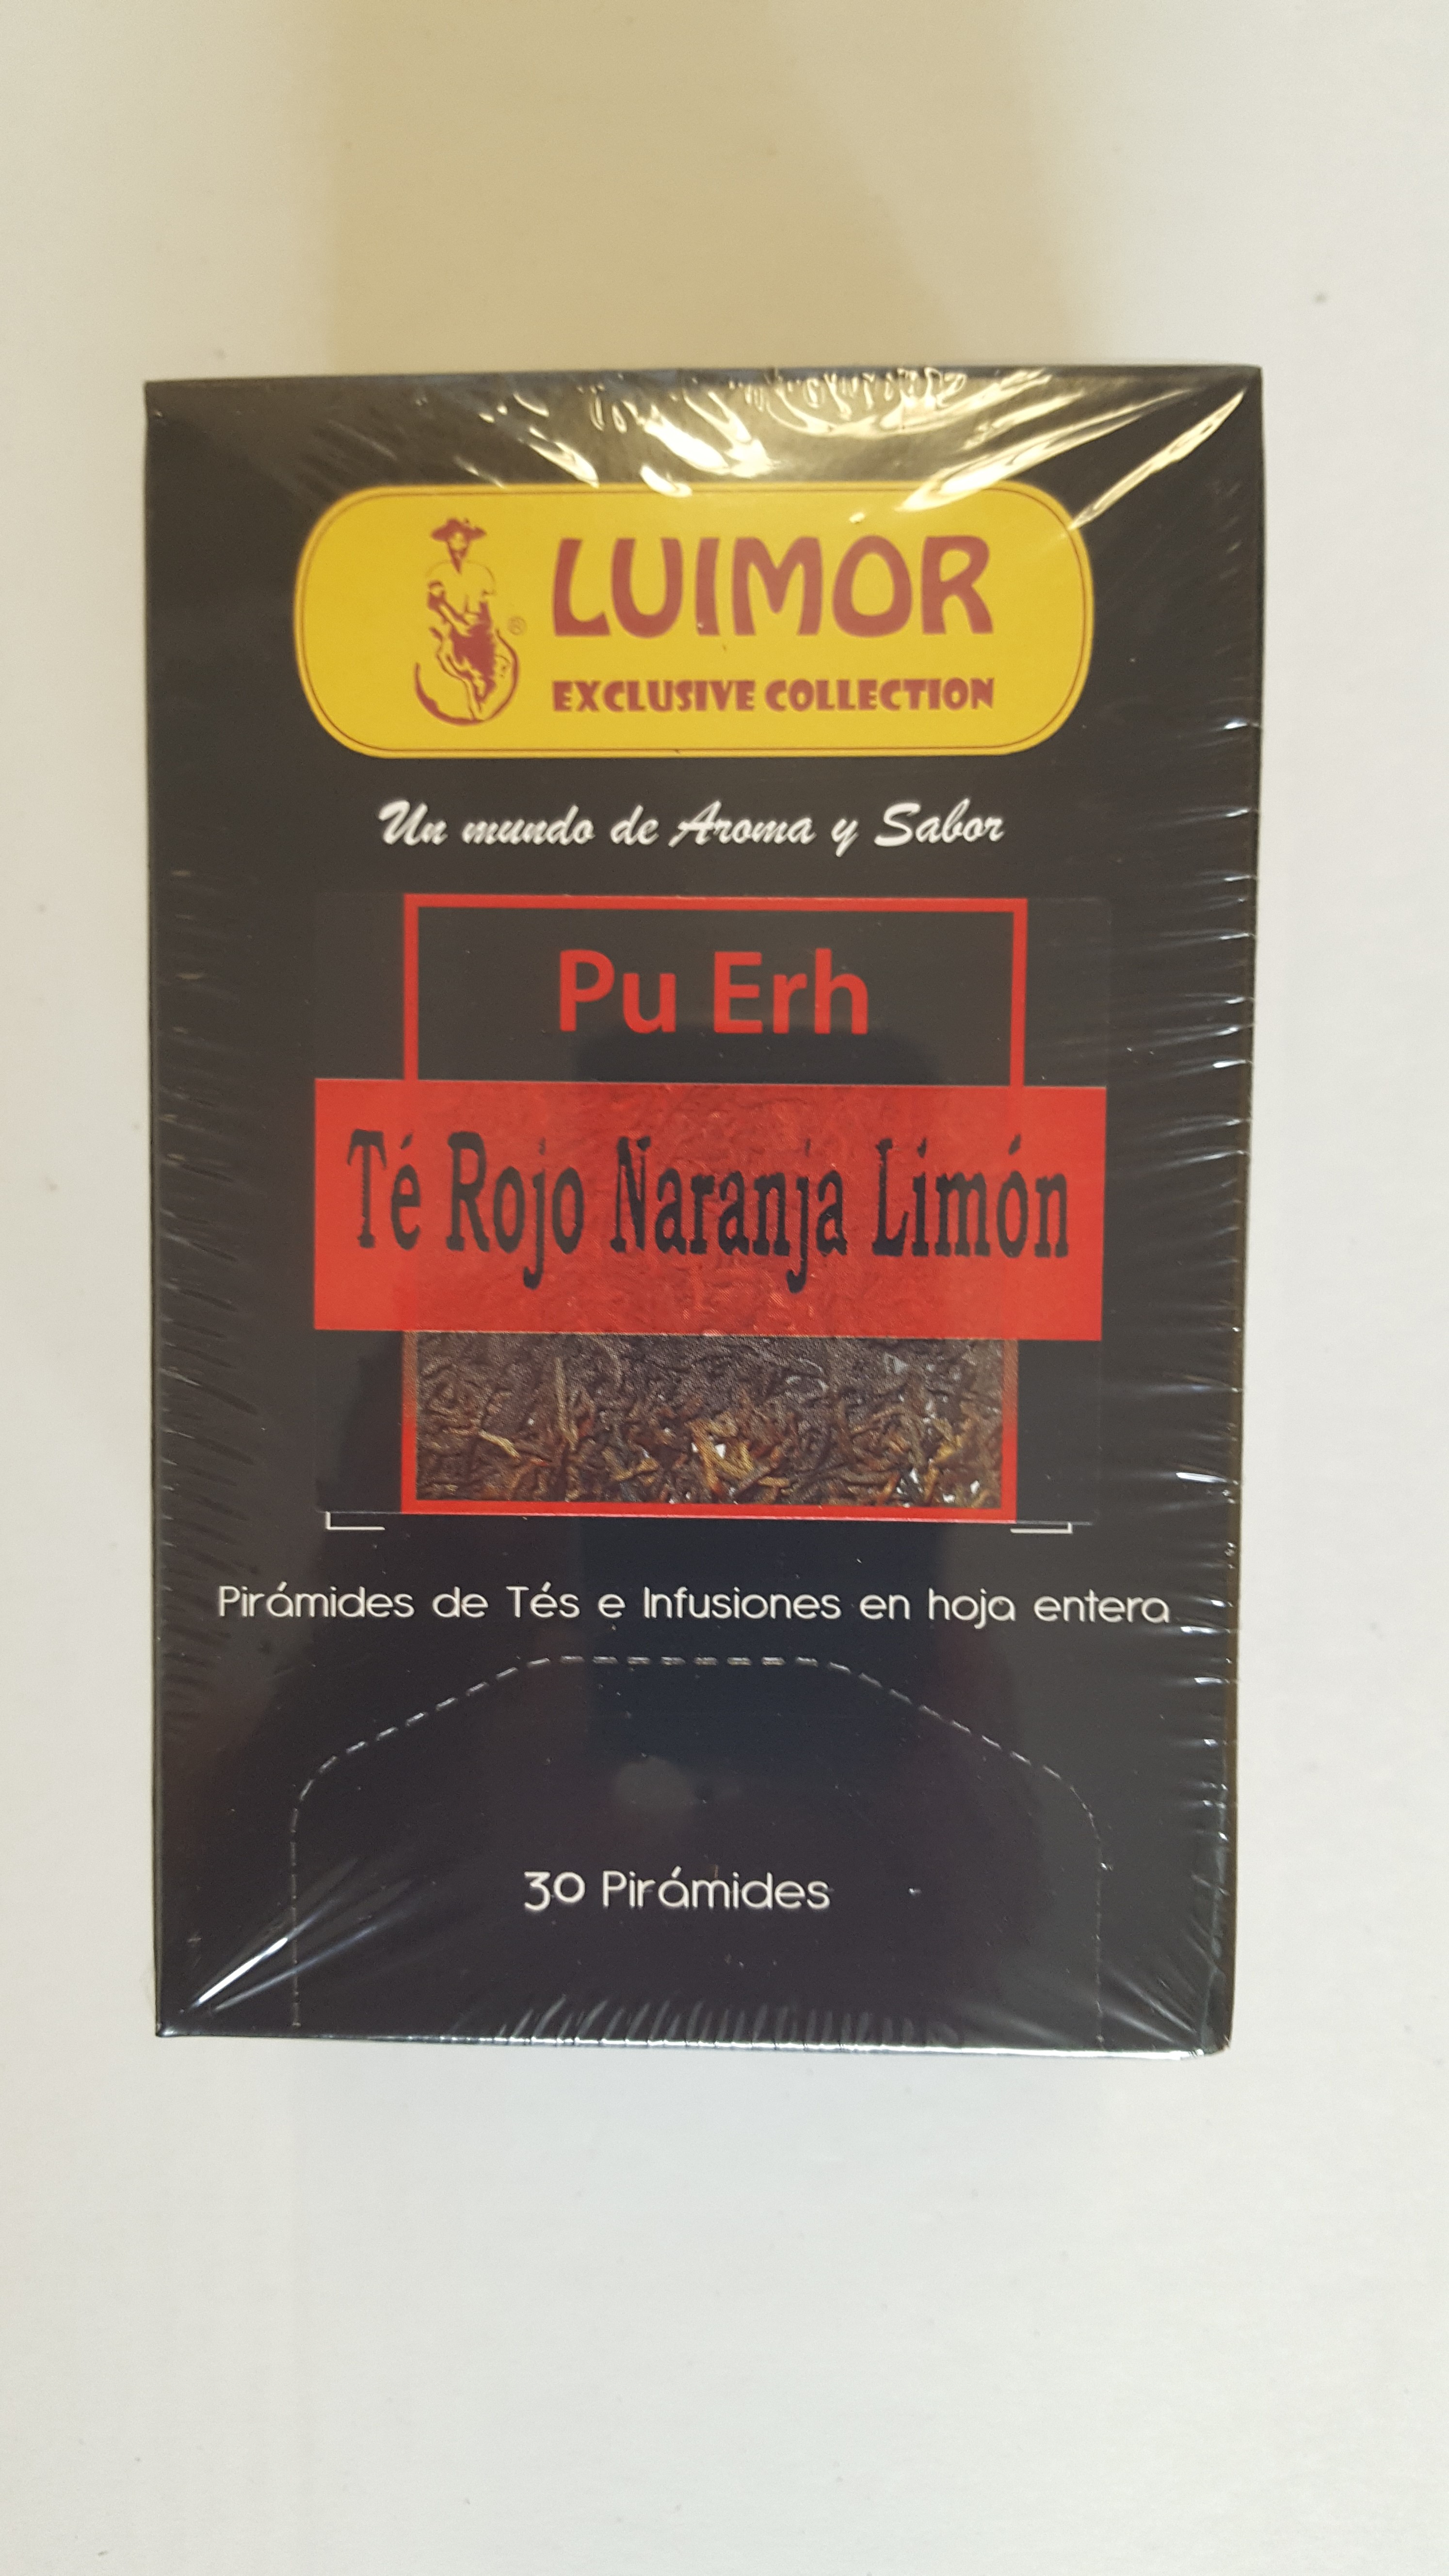 LUIMOR
®
EXCLUSIVE COLLECTION
Un mundo de Aroma y Sabor
Pu Erh
Té Rojo Naranja Limón
Pirámides de Tés e Infusiones en hoja entera
30 Pirámides